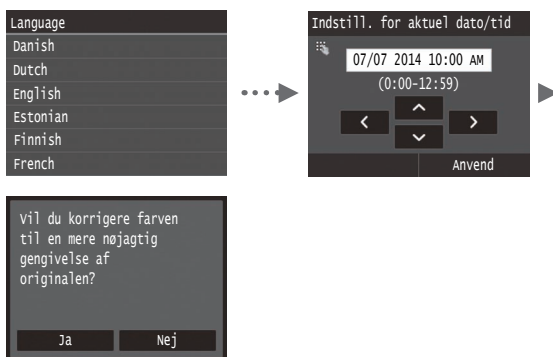 Language
Danish
Dutch
English
Estonian
Finnish
French
Indstill. for aktuel dato/tid
07/07 2014 10:00 AM
(0:00-12:59)
Anvend
Vil du korrigere farven
til en mere nøjagtig
gengivelse af
originalen?
Ja Nej